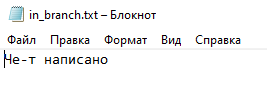 in_branch.txt – Блокнот
Файл Правка Формат Вид Справка
Че-т написано